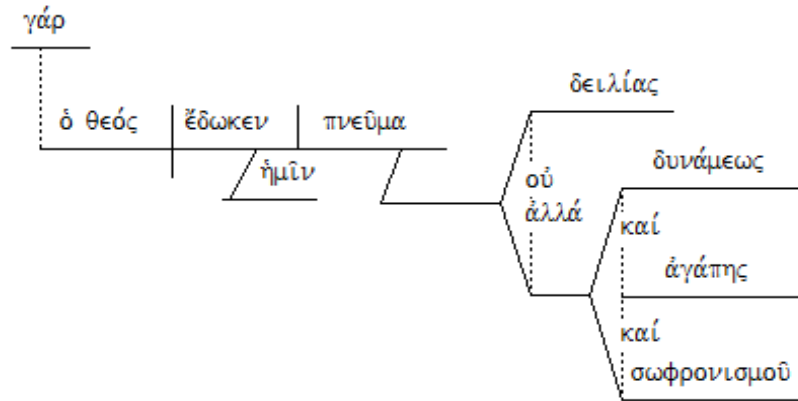 γάρ
ὁ θεός ἔδωκεν πνεῦμα
ἡμῖν
δειλίας
οὐ
ἀλλά
δυνάμεως
καί
ἀγάπης
καί
σωφρονισμοῦ